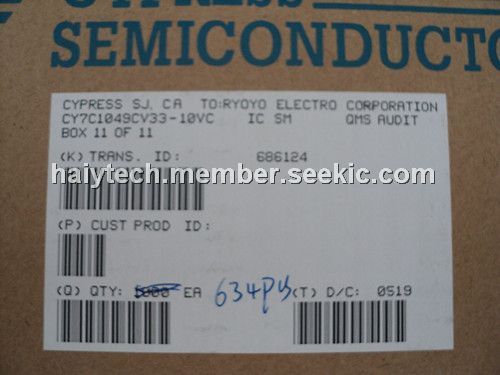 CYPRESS
SEMICONDUCTO
CYPRESS SJ, CA TO:RYOYO ELECTRO CORPORATION
CY7C1049CV33-10VC IC SM QMS AUDIT
BOX 11 OF 11
(K) TRANS. ID: 686124
haiytech.member.seekic.com
(P) CUST PROD ID:
(Q) QTY: 1000 EA 634PCS (T) D/C: 0519